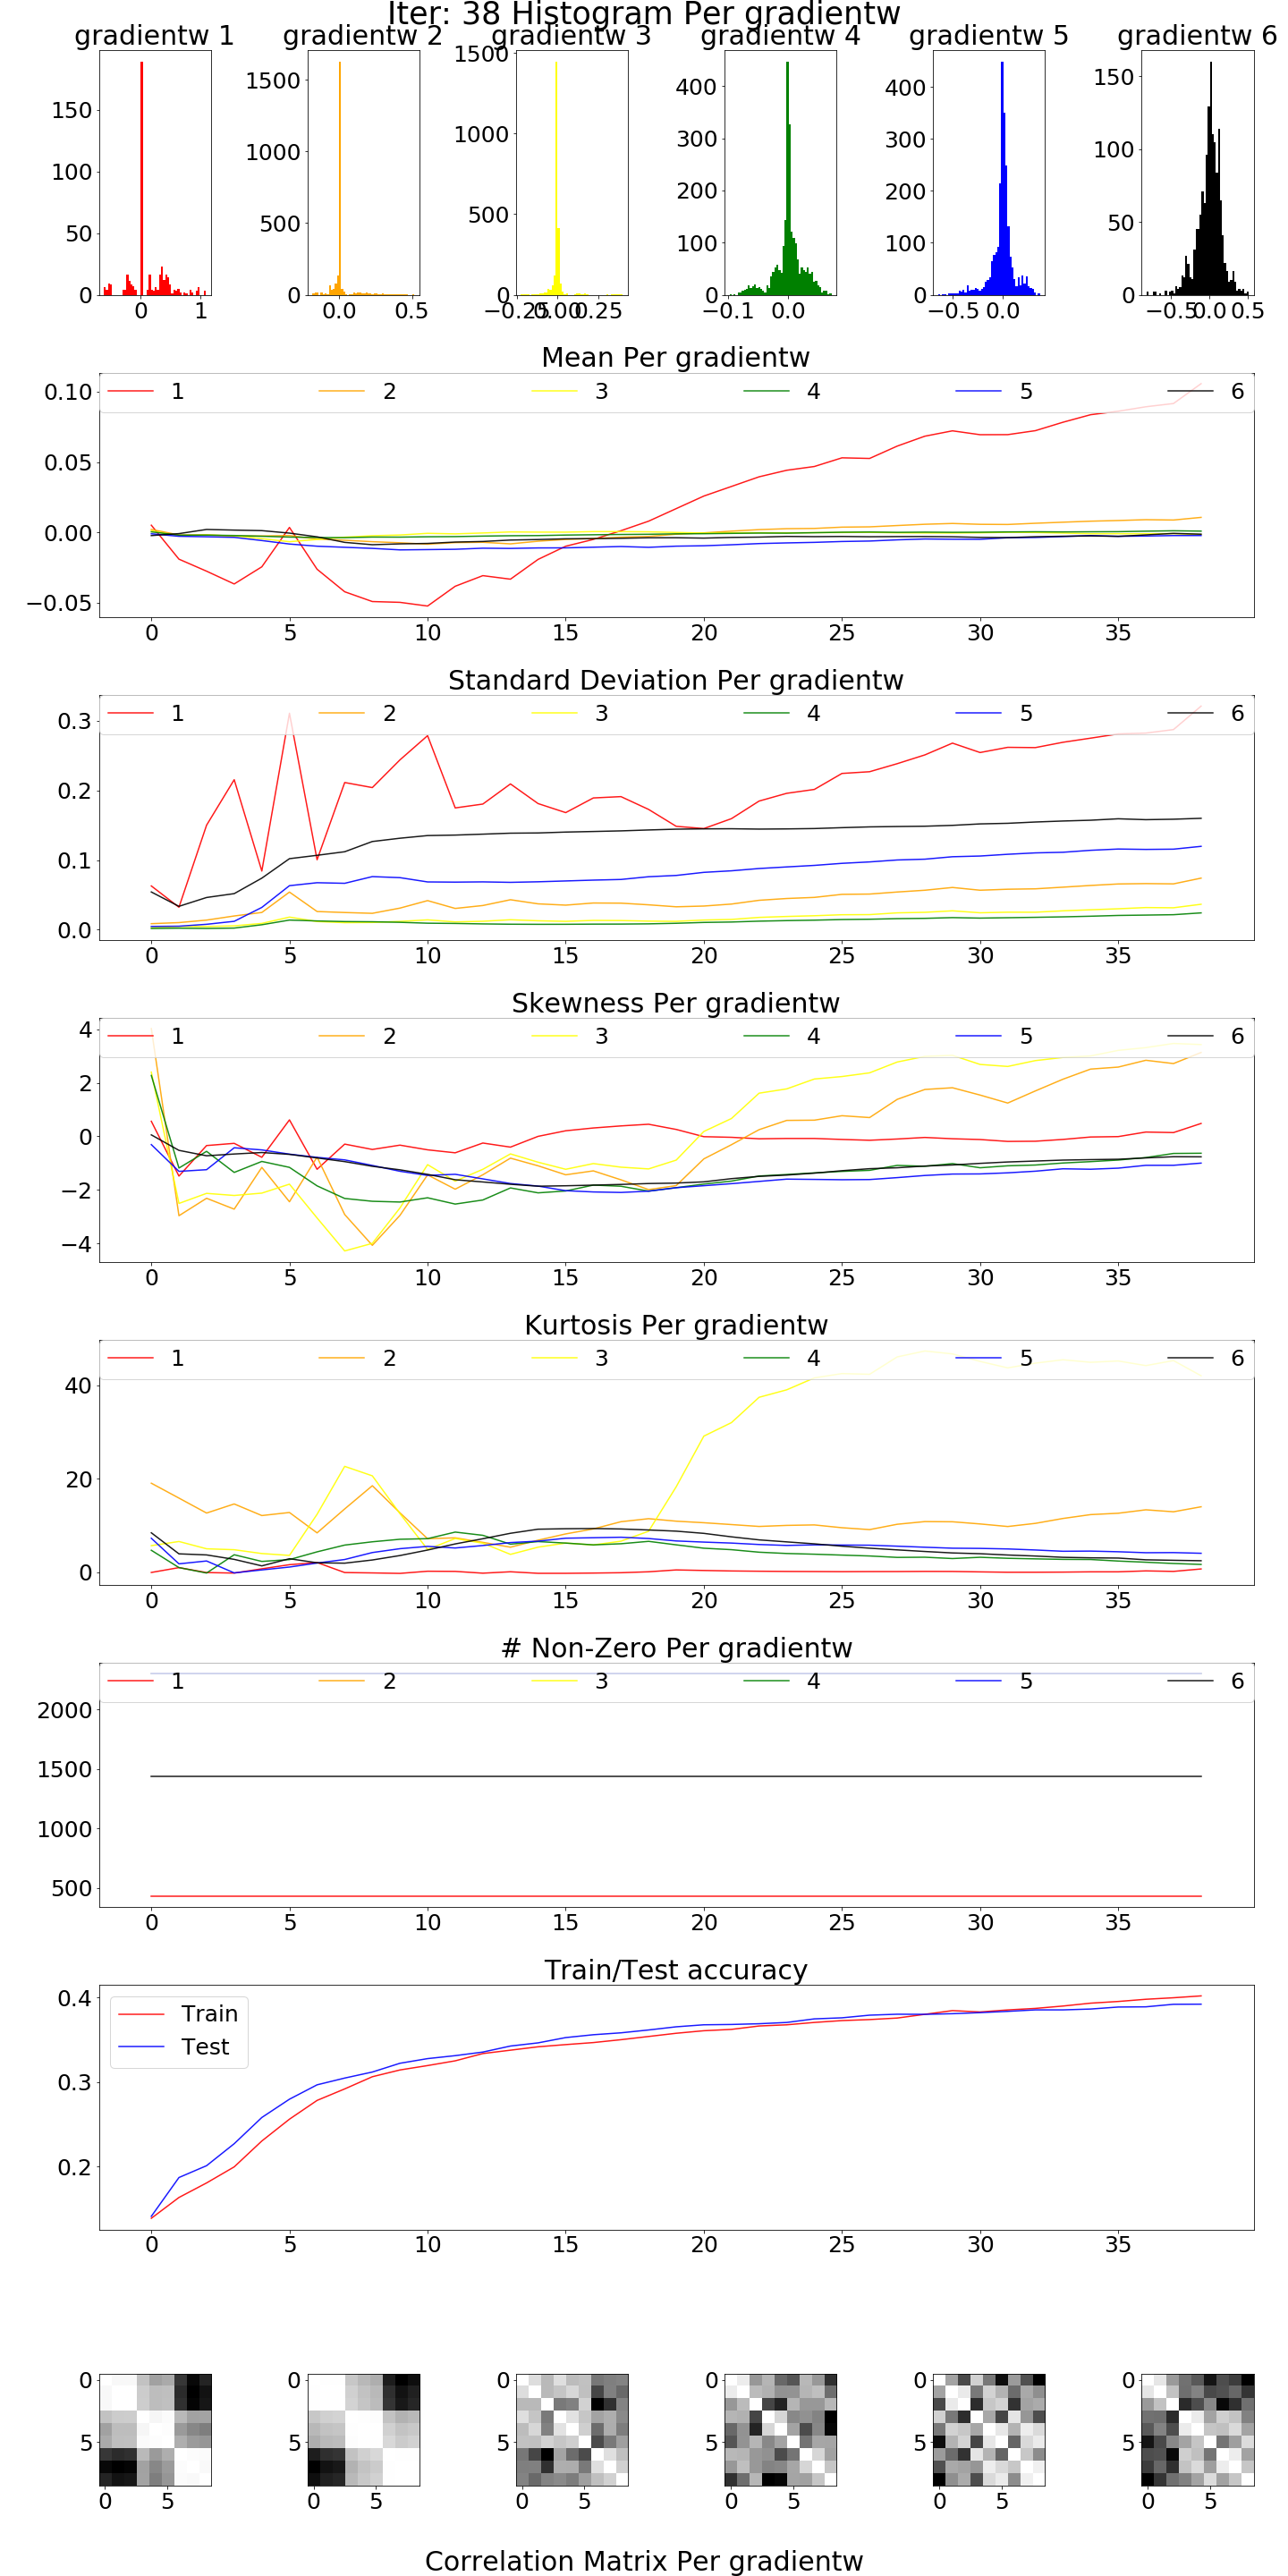 Iter: 38 Histogram Per gradientw
gradientw 1 gradientw 2 gradientw 3 gradientw 4 gradientw 5 gradientw 6
150 100 50 0 0 1
1500 1000 500 0 0.0 0.5
1500 1000 500 0 −0.25 0.00 0.25
400 300 200 100 0 −0.1 0.0
400 300 200 100 0 −0.5 0.0
150 100 50 0 −0.5 0.0 0.5
Mean Per gradientw
1 2 3 4 5 6
0.10
0.05
0.00
−0.05
0 5 10 15 20 25 30 35
Standard Deviation Per gradientw
1 2 3 4 5 6
0.3
0.2
0.1
0.0
0 5 10 15 20 25 30 35
Skewness Per gradientw
1 2 3 4 5 6
4
2
0
−2
−4
0 5 10 15 20 25 30 35
Kurtosis Per gradientw
1 2 3 4 5 6
40
20
0
0 5 10 15 20 25 30 35
# Non-Zero Per gradientw
1 2 3 4 5 6
2000
1500
1000
500
0 5 10 15 20 25 30 35
Train/Test accuracy
Train
Test
0.4
0.3
0.2
0 5 10 15 20 25 30 35
0 0 0 0 0 0
5 5 5 5 5 5
0 5 0 5 0 5 0 5 0 5 0 5
Correlation Matrix Per gradientw